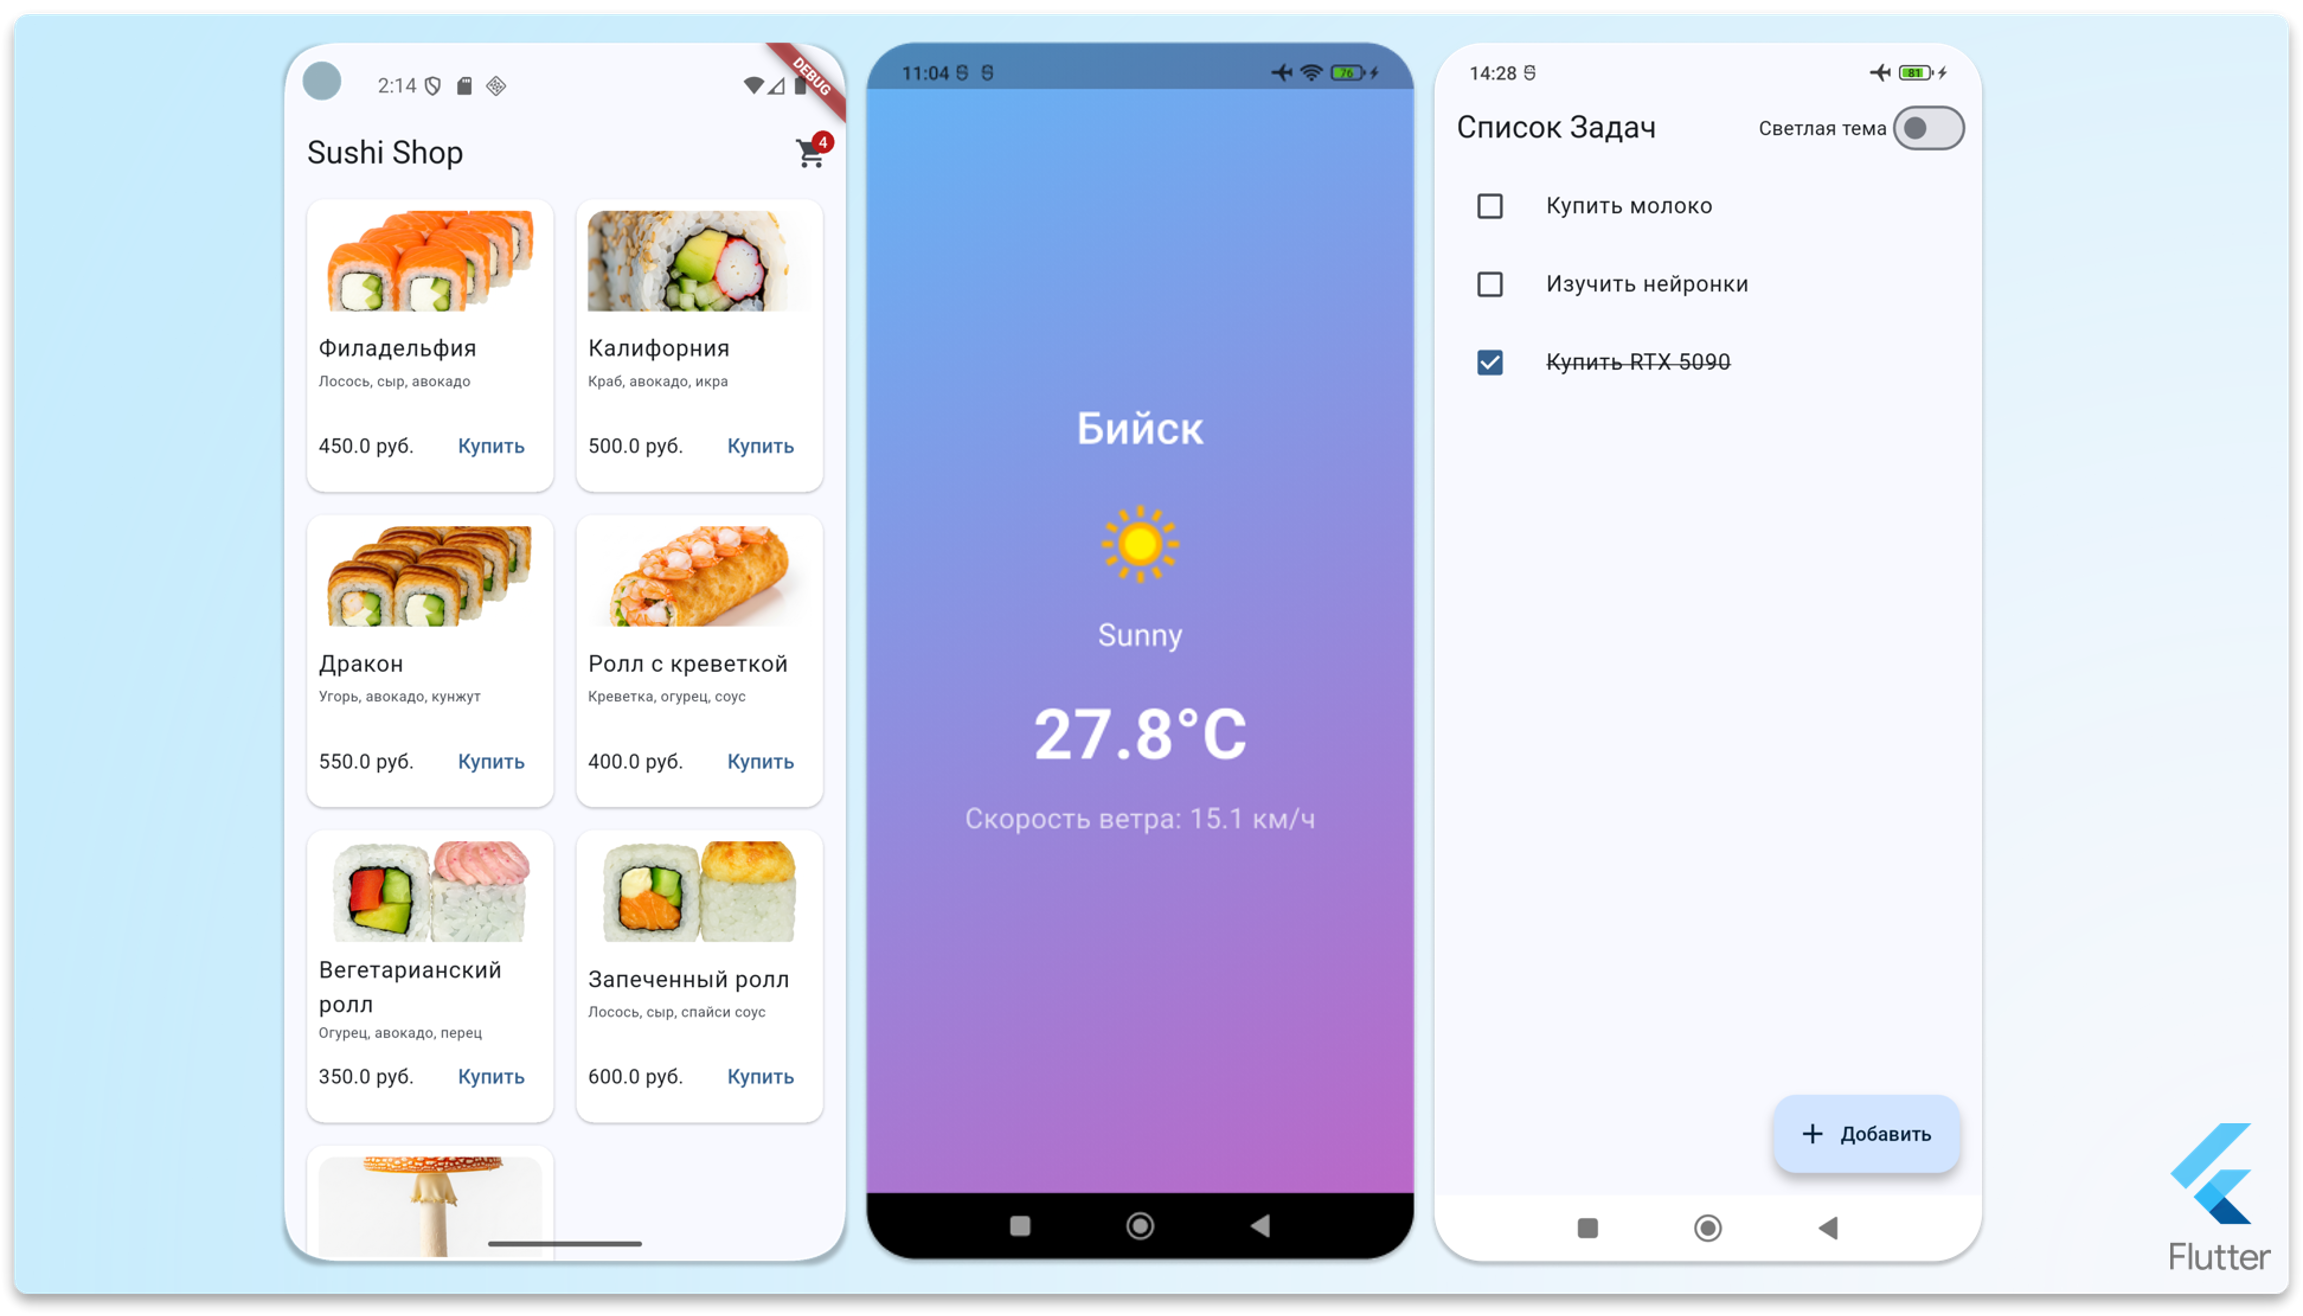 2:14
DEBUG
Sushi Shop
4
Филадельфия
Лосось, сыр, авокадо
450.0 руб. Купить
Калифорния
Краб, авокадо, икра
500.0 руб. Купить
Дракон
Угорь, авокадо, кунжут
550.0 руб. Купить
Ролл с креветкой
Креветка, огурец, соус
400.0 руб. Купить
Вегетарианский
ролл
Огурец, авокадо, перец
350.0 руб. Купить
Запеченный ролл
Лосось, сыр, спайси соус
600.0 руб. Купить
11:04
76
Бийск
Sunny
27.8°C
Скорость ветра: 15.1 км/ч
14:28
81
Список Задач
Светлая тема
Купить молоко
Изучить нейронки
Купить RTX 5090
+ Добавить
Flutter